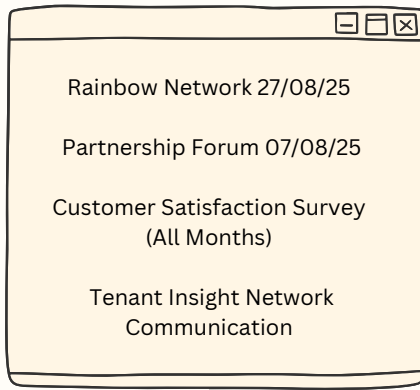 Rainbow Network 27/08/25
Partnership Forum 07/08/25
Customer Satisfaction Survey
(All Months)
Tenant Insight Network
Communication